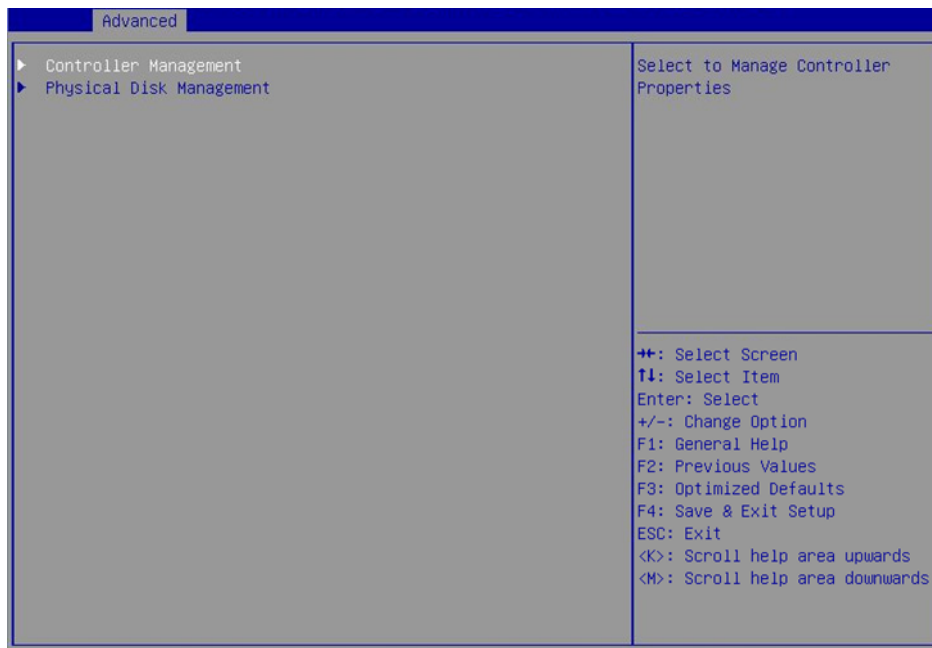 Advanced
Controller Management
Physical Disk Management
Select to Manage Controller
Properties
→←: Select Screen
↑↓: Select Item
Enter: Select
+/-: Change Option
F1: General Help
F2: Previous Values
F3: Optimized Defaults
F4: Save & Exit Setup
ESC: Exit
<K>: Scroll help area upwards
<M>: Scroll help area downwards